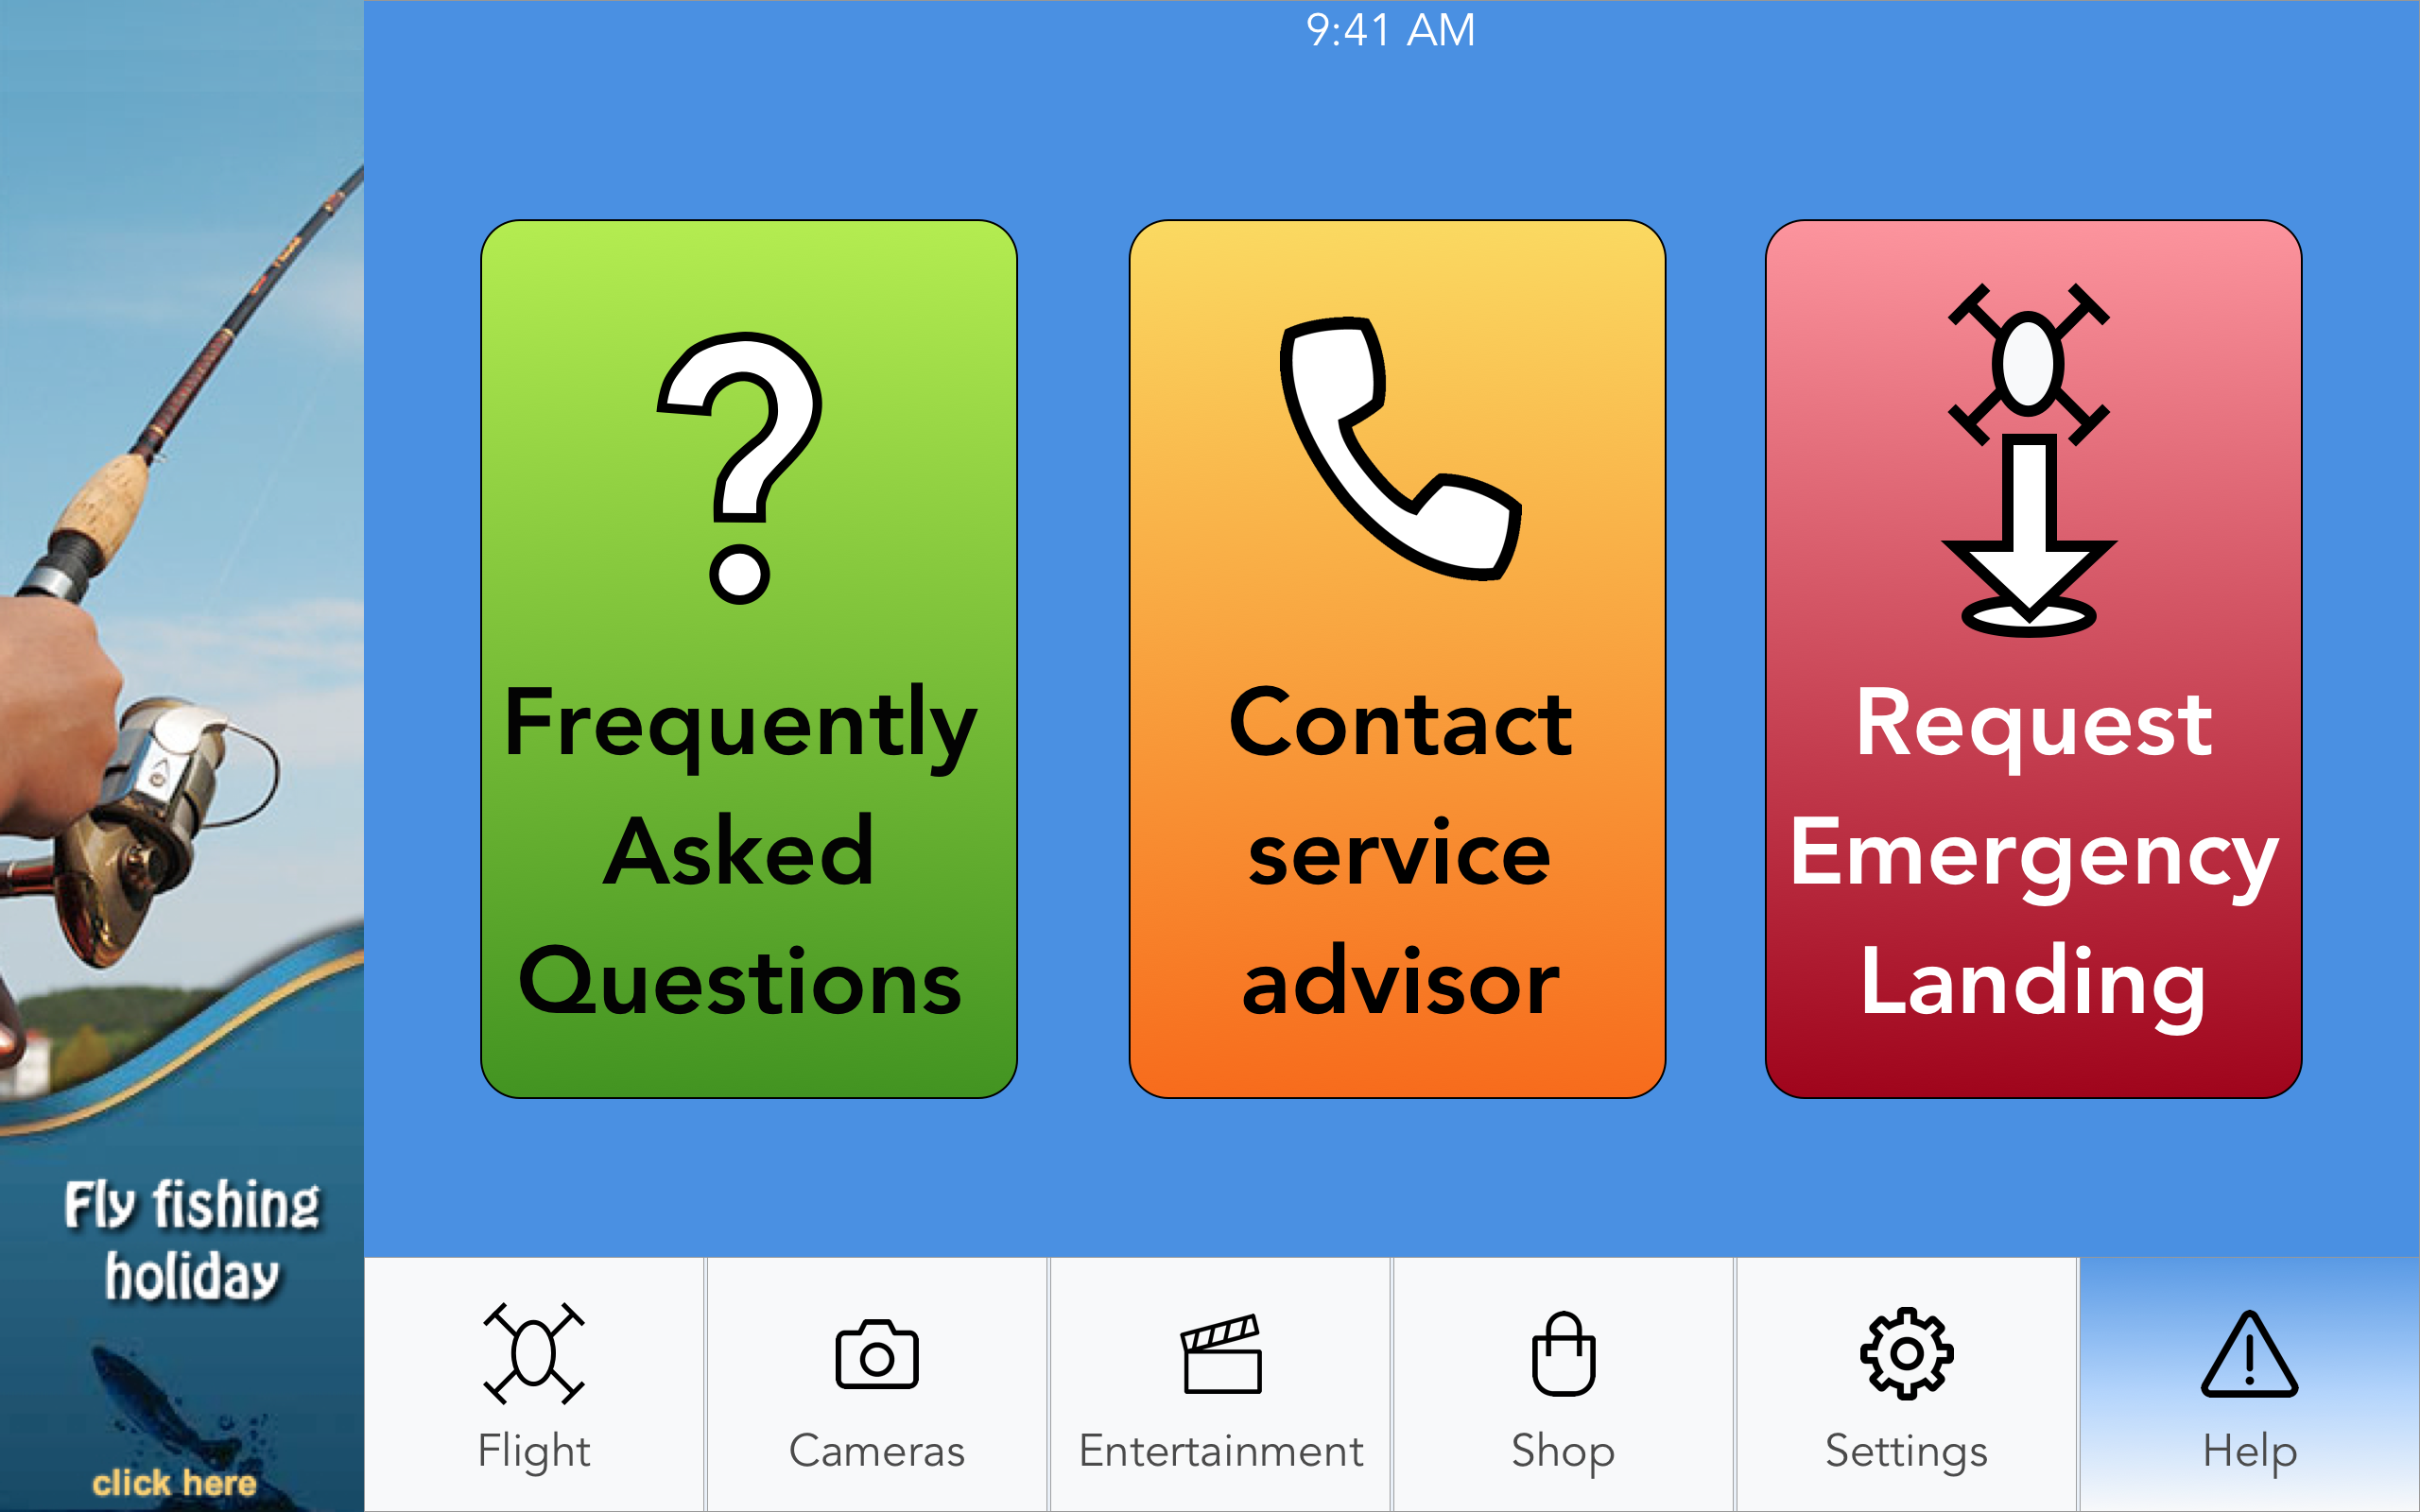 9:41 AM
Frequently
Asked
Questions
Contact
service
advisor
Request
Emergency
Landing
Fly fishing
holiday
click here
Flight
Cameras
Entertainment
Shop
Settings
Help